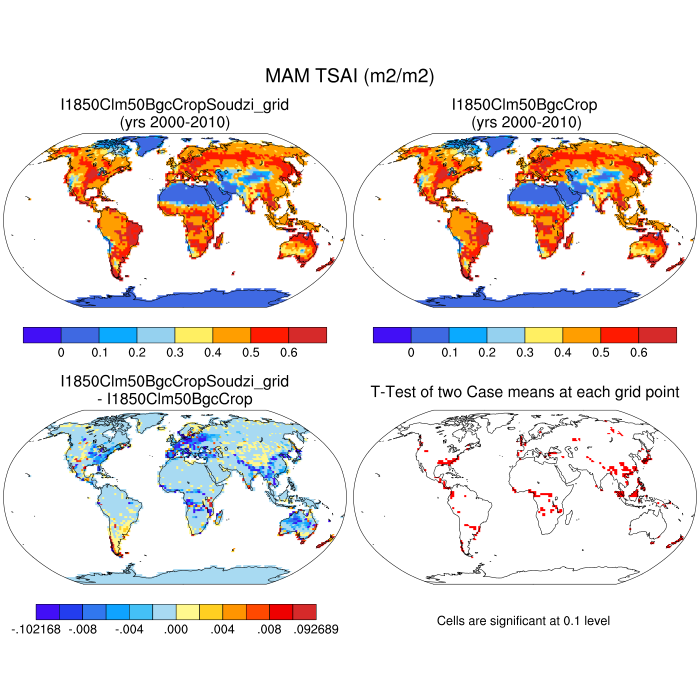 MAM TSAI (m2/m2)
I1850Clm50BgcCropSoudzi_grid
(yrs 2000-2010)
I1850Clm50BgcCrop
(yrs 2000-2010)
0 0.1 0.2 0.3 0.4 0.5 0.6
0 0.1 0.2 0.3 0.4 0.5 0.6
I1850Clm50BgcCropSoudzi_grid
- I1850Clm50BgcCrop
T-Test of two Case means at each grid point
-.102168 -.008 -.004 .000 .004 .008 .092689
Cells are significant at 0.1 level